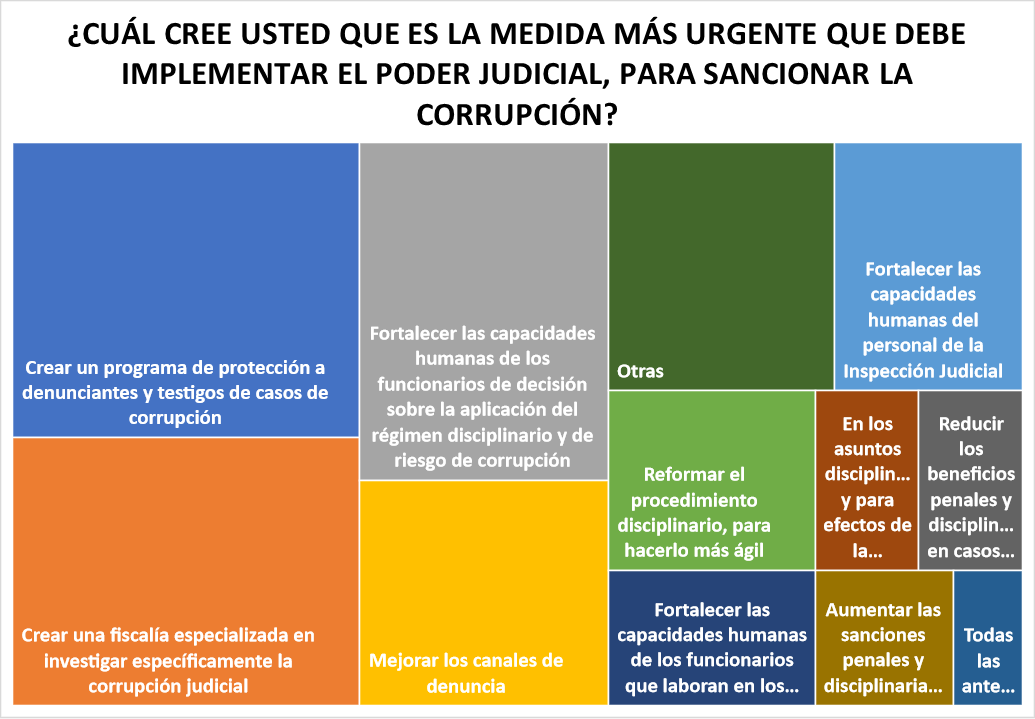 ¿CUÁL CREE USTED QUE ES LA MEDIDA MÁS URGENTE QUE DEBE
IMPLEMENTAR EL PODER JUDICIAL, PARA SANCIONAR LA
CORRUPCIÓN?
Crear un programa de protección a
denunciantes y testigos de casos de
corrupción
Crear una fiscalía especializada en
investigar específicamente la
corrupción judicial
Fortalecer las capacidades
humanas de los
funcionarios de decisión
sobre la aplicación del
régimen disciplinario y de
riesgo de corrupción
Mejorar los canales de
denuncia
Otras
Fortalecer las
capacidades
humanas del
personal de la
Inspección Judicial
Reformar el
procedimiento
disciplinario, para
hacerlo más ágil
En los
asuntos
disciplin...
y para
efectos de
la...
Reducir
los
beneficios
penales y
disciplin...
en casos...
Fortalecer las
capacidades humanas
de los funcionarios
que laboran en los...
Aumentar las
sanciones
penales y
disciplinaria...
Todas
las
ante...